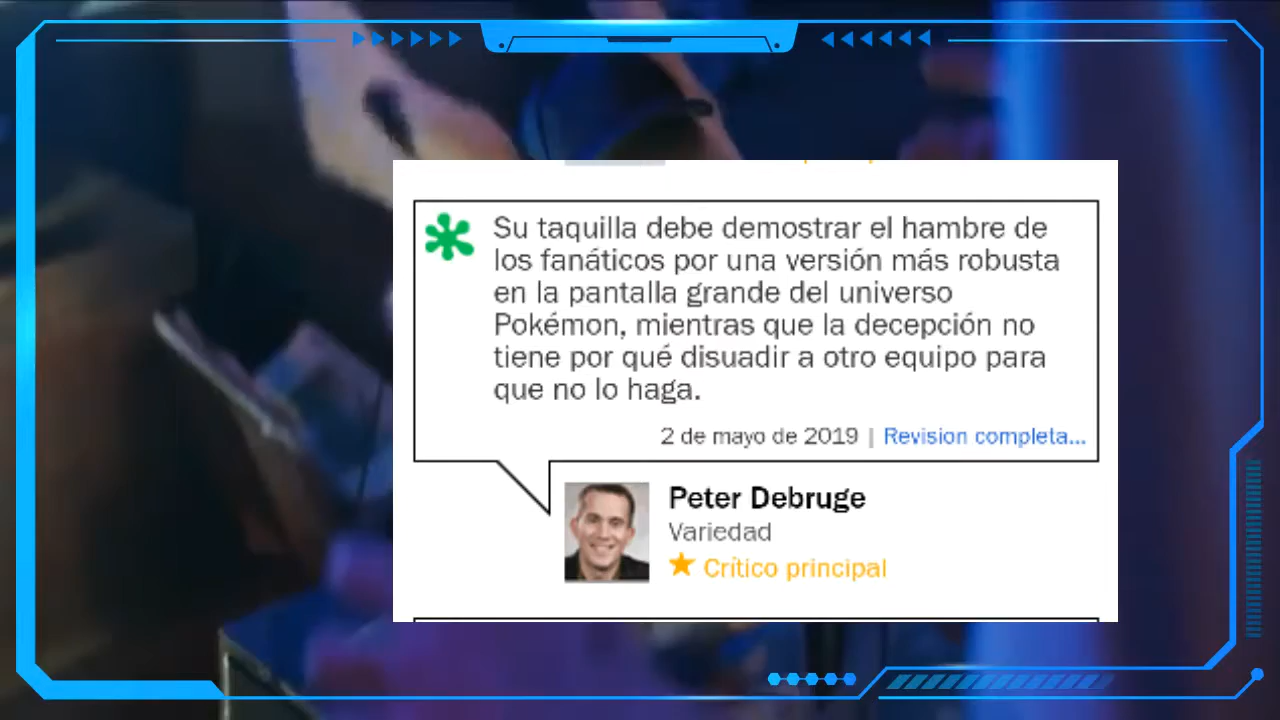 Su taquilla debe demostrar el hambre de
los fanáticos por una versión más robusta
en la pantalla grande del universo
Pokémon, mientras que la decepción no
tiene por qué disuadir a otro equipo para
que no lo haga.
2 de mayo de 2019 | Revision completa...
Peter Debruge
Variedad
Crítico principal